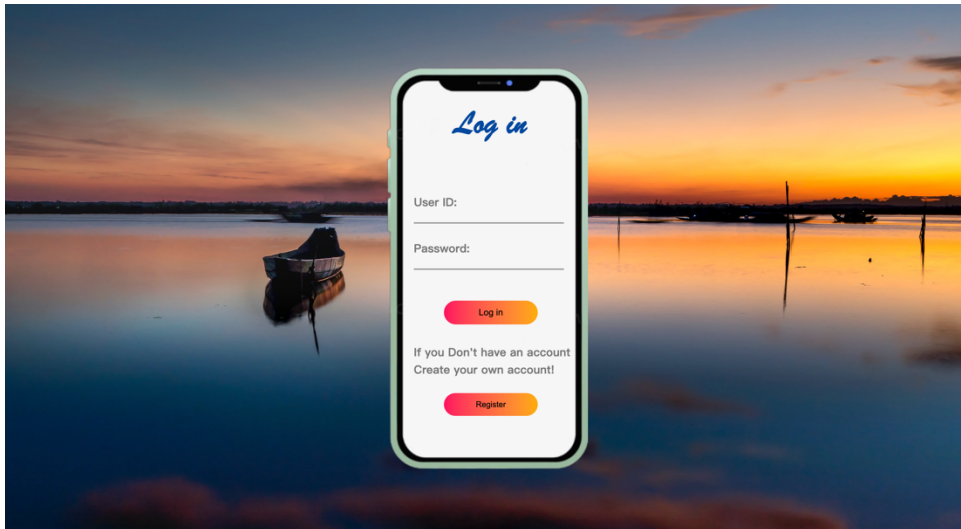 Log in
User ID:
Password:
Log in
If you Don't have an account
Create your own account!
Register